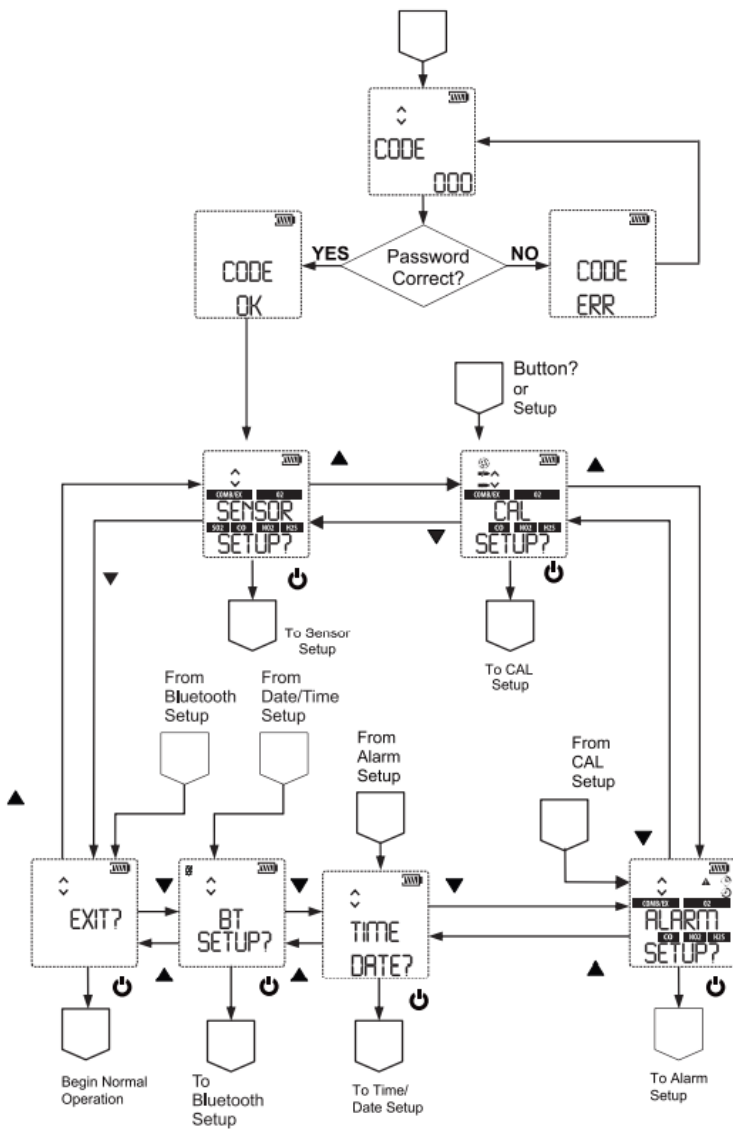 CODE
000
Password
Correct?
YES
NO
CODE
OK
CODE
ERR
Button?
or
Setup
COMB/EX O2
SENSOR
SO2 CO NO2 H2S
SETUP?
COMB/EX O2
CAL
CO NO2 H2S
SETUP?
To Sensor
Setup
To CAL
Setup
From
Bluetooth
Setup
From
Date/Time
Setup
From
Alarm
Setup
From
CAL
Setup
EXIT?
BT
SETUP?
TIME
DATE?
COMB/EX O2
ALARM
CO NO2 H2S
SETUP?
Begin Normal
Operation
To
Bluetooth
Setup
To Time/
Date Setup
To Alarm
Setup